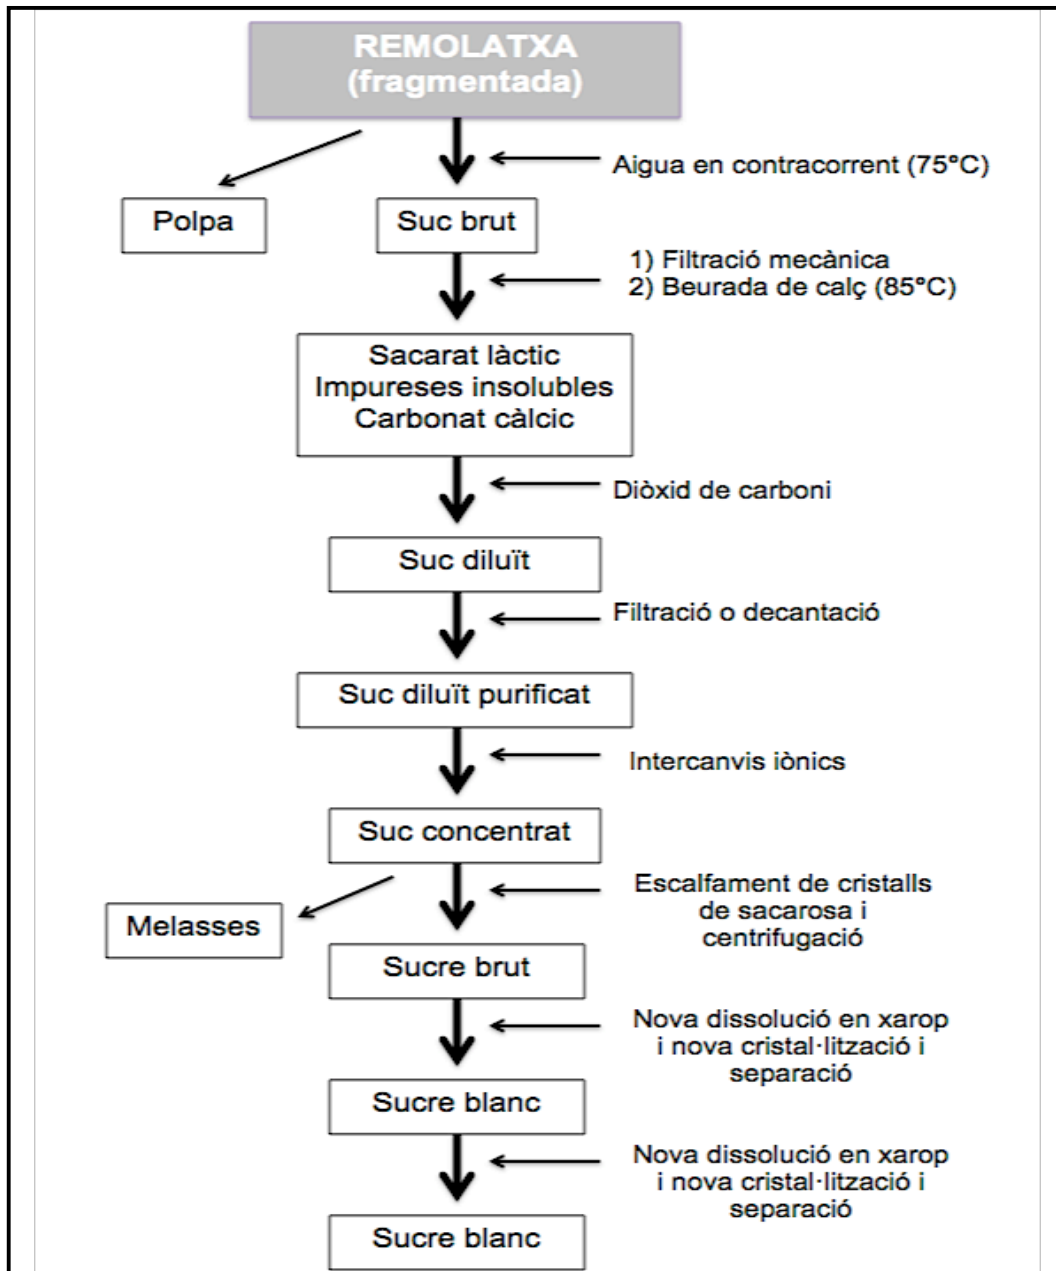 REMOLATXA
(fragmentada)
Aigua en contracorrent (75°C)
Polpa
Suc brut
1) Filtració mecànica
2) Beurada de calç (85°C)
Sacarat làctic
Impureses insolubles
Carbonat càlcic
Diòxid de carboni
Suc diluït
Filtració o decantació
Suc diluït purificat
Intercanvis iònics
Suc concentrat
Escalfament de cristalls
de sacarosa i
centrifugació
Melasses
Sucre brut
Nova dissolució en xarop
i nova cristal·lització i
separació
Sucre blanc
Nova dissolució en xarop
i nova cristal·lització i
separació
Sucre blanc